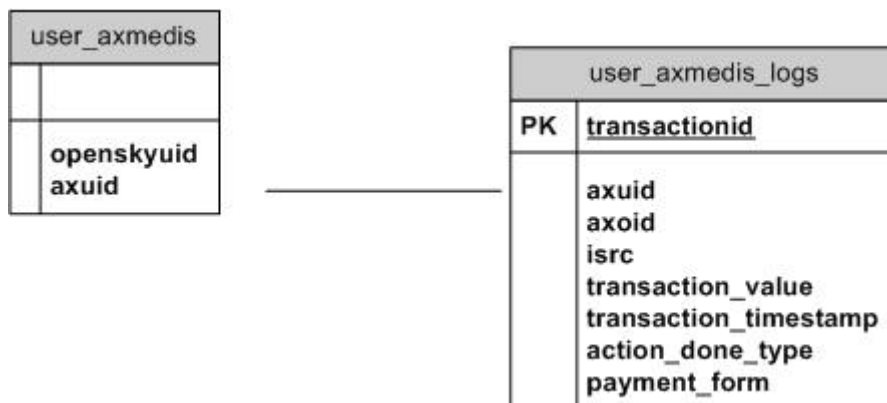 user_axmedis
openskyuid
axuid
user_axmedis_logs
PK transactionid
axuid
axoid
isrc
transaction_value
transaction_timestamp
action_done_type
payment_form